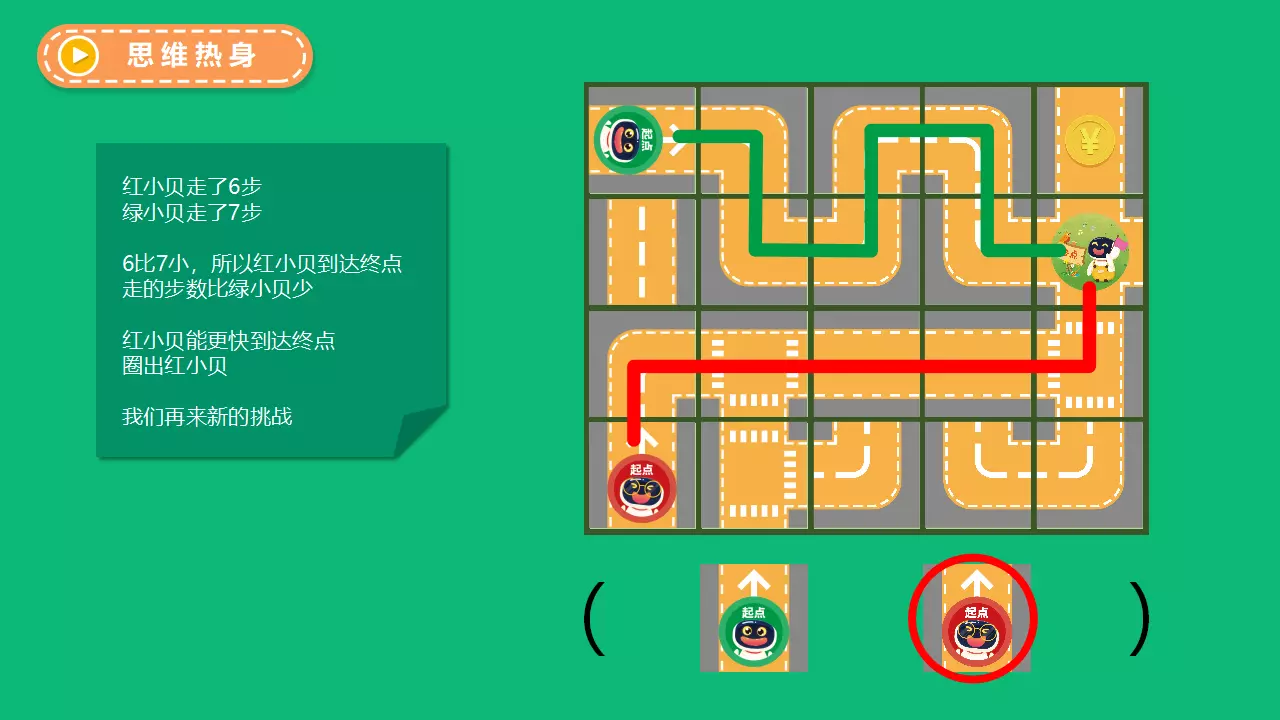 思维热身
红小贝走了6步
绿小贝走了7步
6比7小，所以红小贝到达终点
走的步数比绿小贝少
红小贝能更快到达终点
圈出红小贝
我们再来新的挑战
起点
¥
点
起点
( )
起点
起点